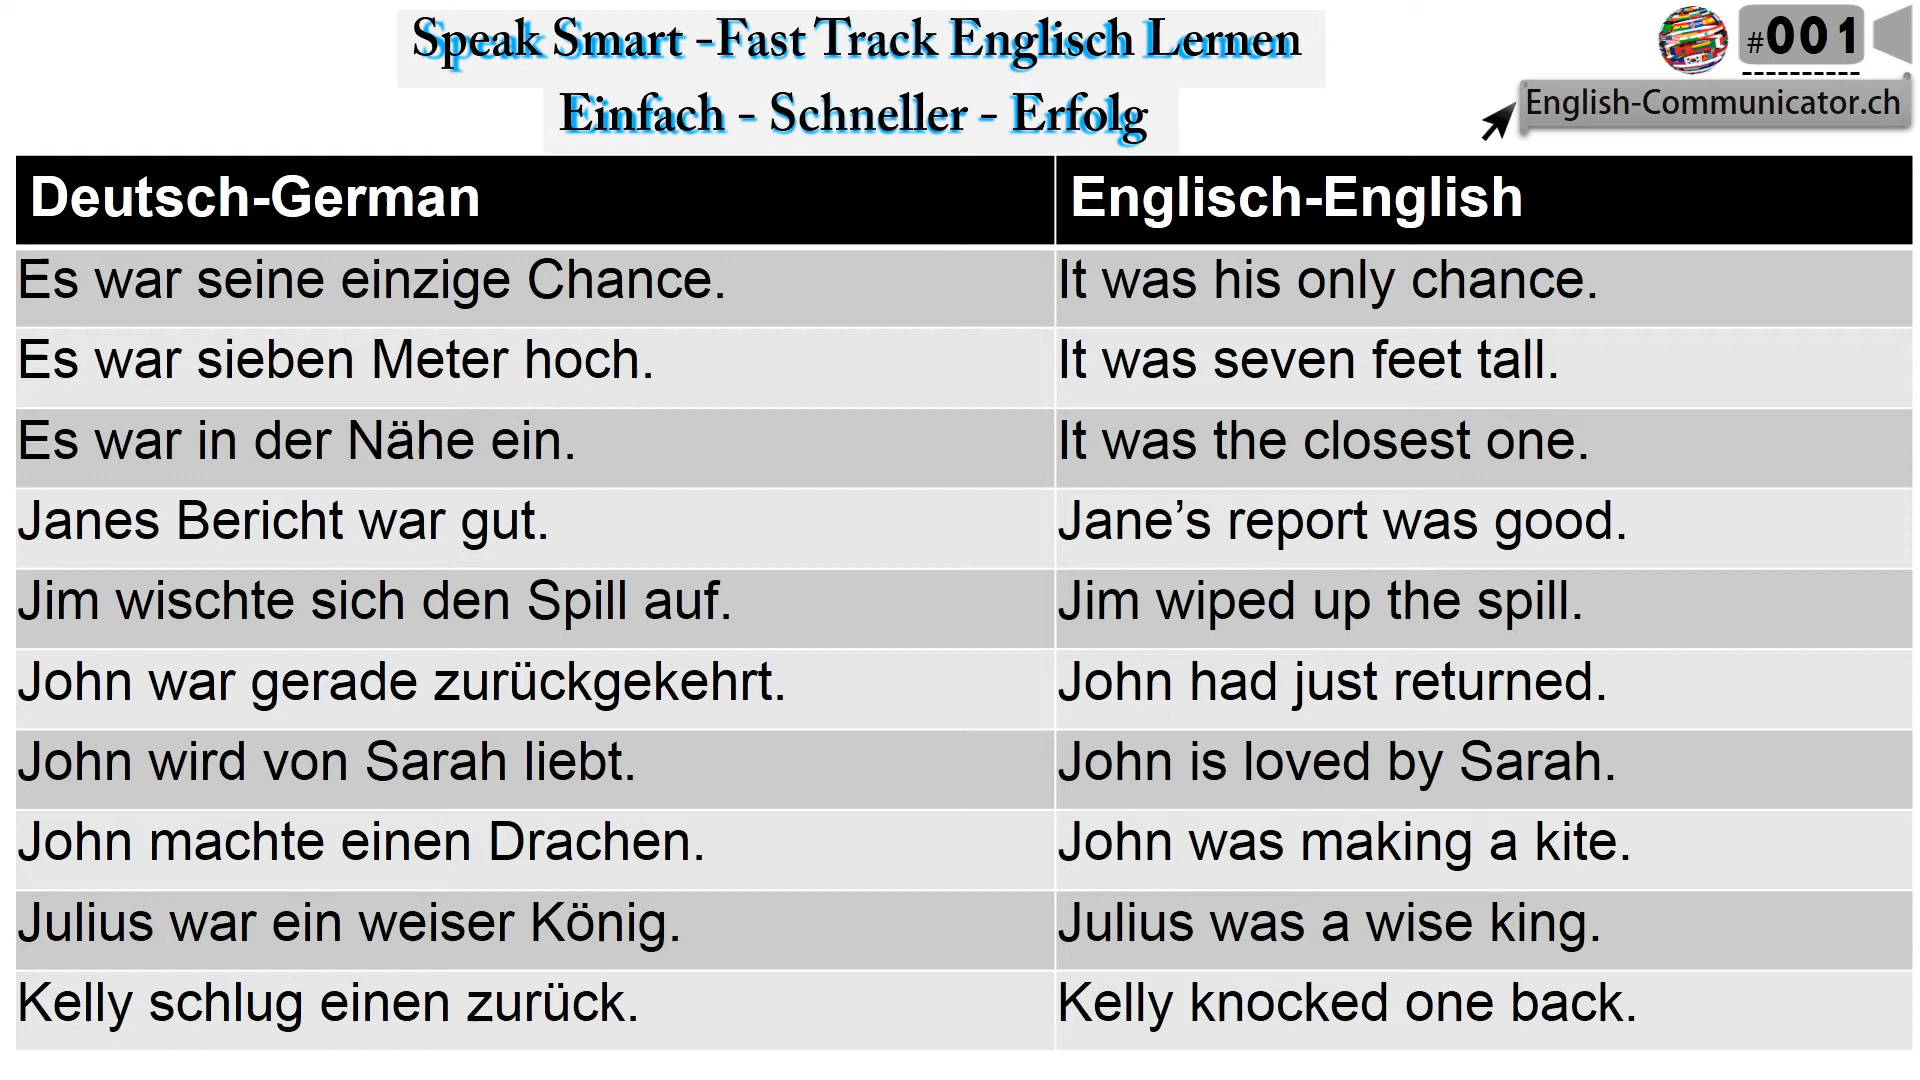 Speak Smart -Fast Track Englisch Lernen
Einfach - Schneller - Erfolg
#001
English-Communicator.ch
Deutsch-German Englisch-English
Es war seine einzige Chance. It was his only chance.
Es war sieben Meter hoch. It was seven feet tall.
Es war in der Nähe ein. It was the closest one.
Janes Bericht war gut. Jane’s report was good.
Jim wischte sich den Spill auf. Jim wiped up the spill.
John war gerade zurückgekehrt. John had just returned.
John wird von Sarah liebt. John is loved by Sarah.
John machte einen Drachen. John was making a kite.
Julius war ein weiser König. Julius was a wise king.
Kelly schlug einen zurück. Kelly knocked one back.